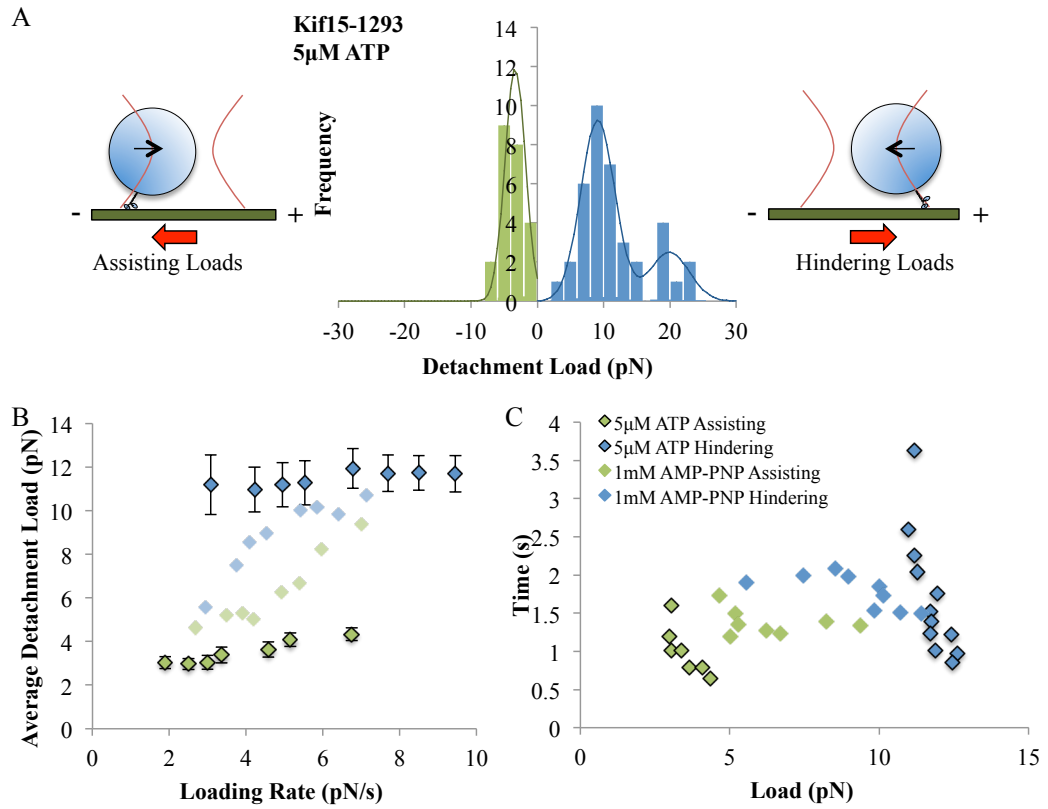 A
Kif15-1293
5μM ATP
Frequency
14
12
10
8
6
4
2
0
-30 -20 -10 0 10 20 30
Detachment Load (pN)
- +
Assisting Loads
- +
Hindering Loads
B
Average Detachment Load (pN)
14
12
10
8
6
4
2
0
0 2 4 6 8 10
Loading Rate (pN/s)
C
5μM ATP Assisting
5μM ATP Hindering
1mM AMP-PNP Assisting
1mM AMP-PNP Hindering
Time (s)
4
3.5
3
2.5
2
1.5
1
0.5
0
0 5 10 15
Load (pN)